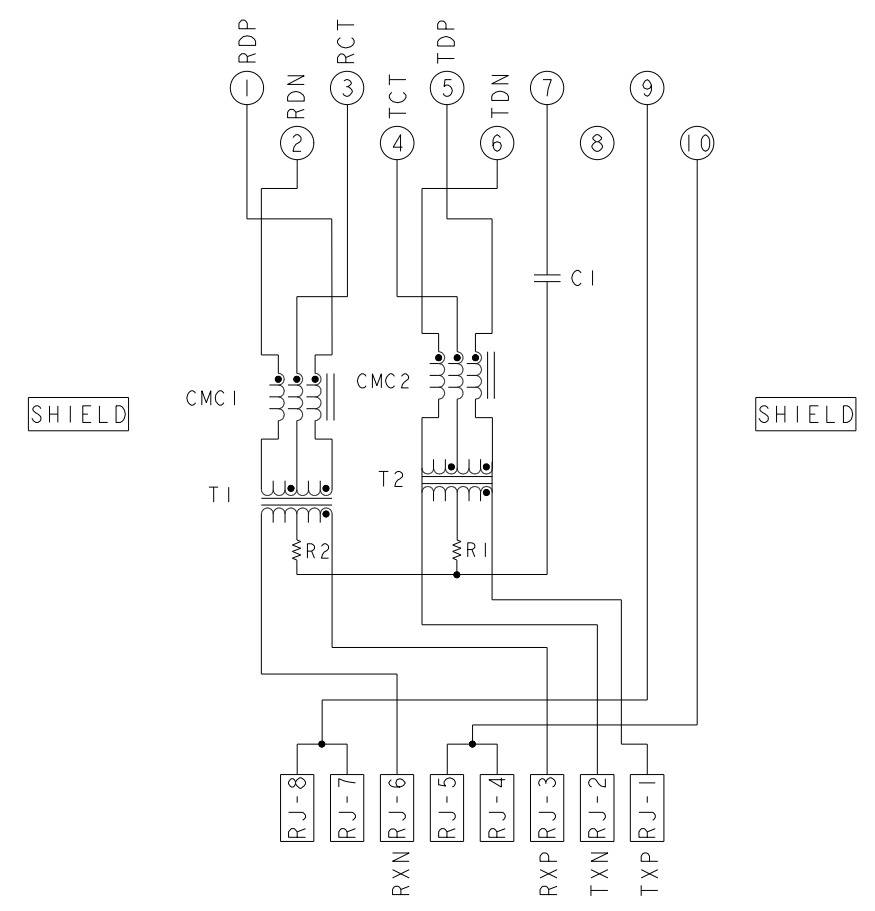 RDP
RCT
TDP
1
3
5
7
9
RDN
TCT
TDN
2
4
6
8
10
C1
CMC1
CMC2
SHIELD
SHIELD
T1
T2
R2
R1
RJ-8
RJ-7
RJ-6
RJ-5
RJ-4
RJ-3
RJ-2
RJ-1
RXN
RXP
TXN
TXP